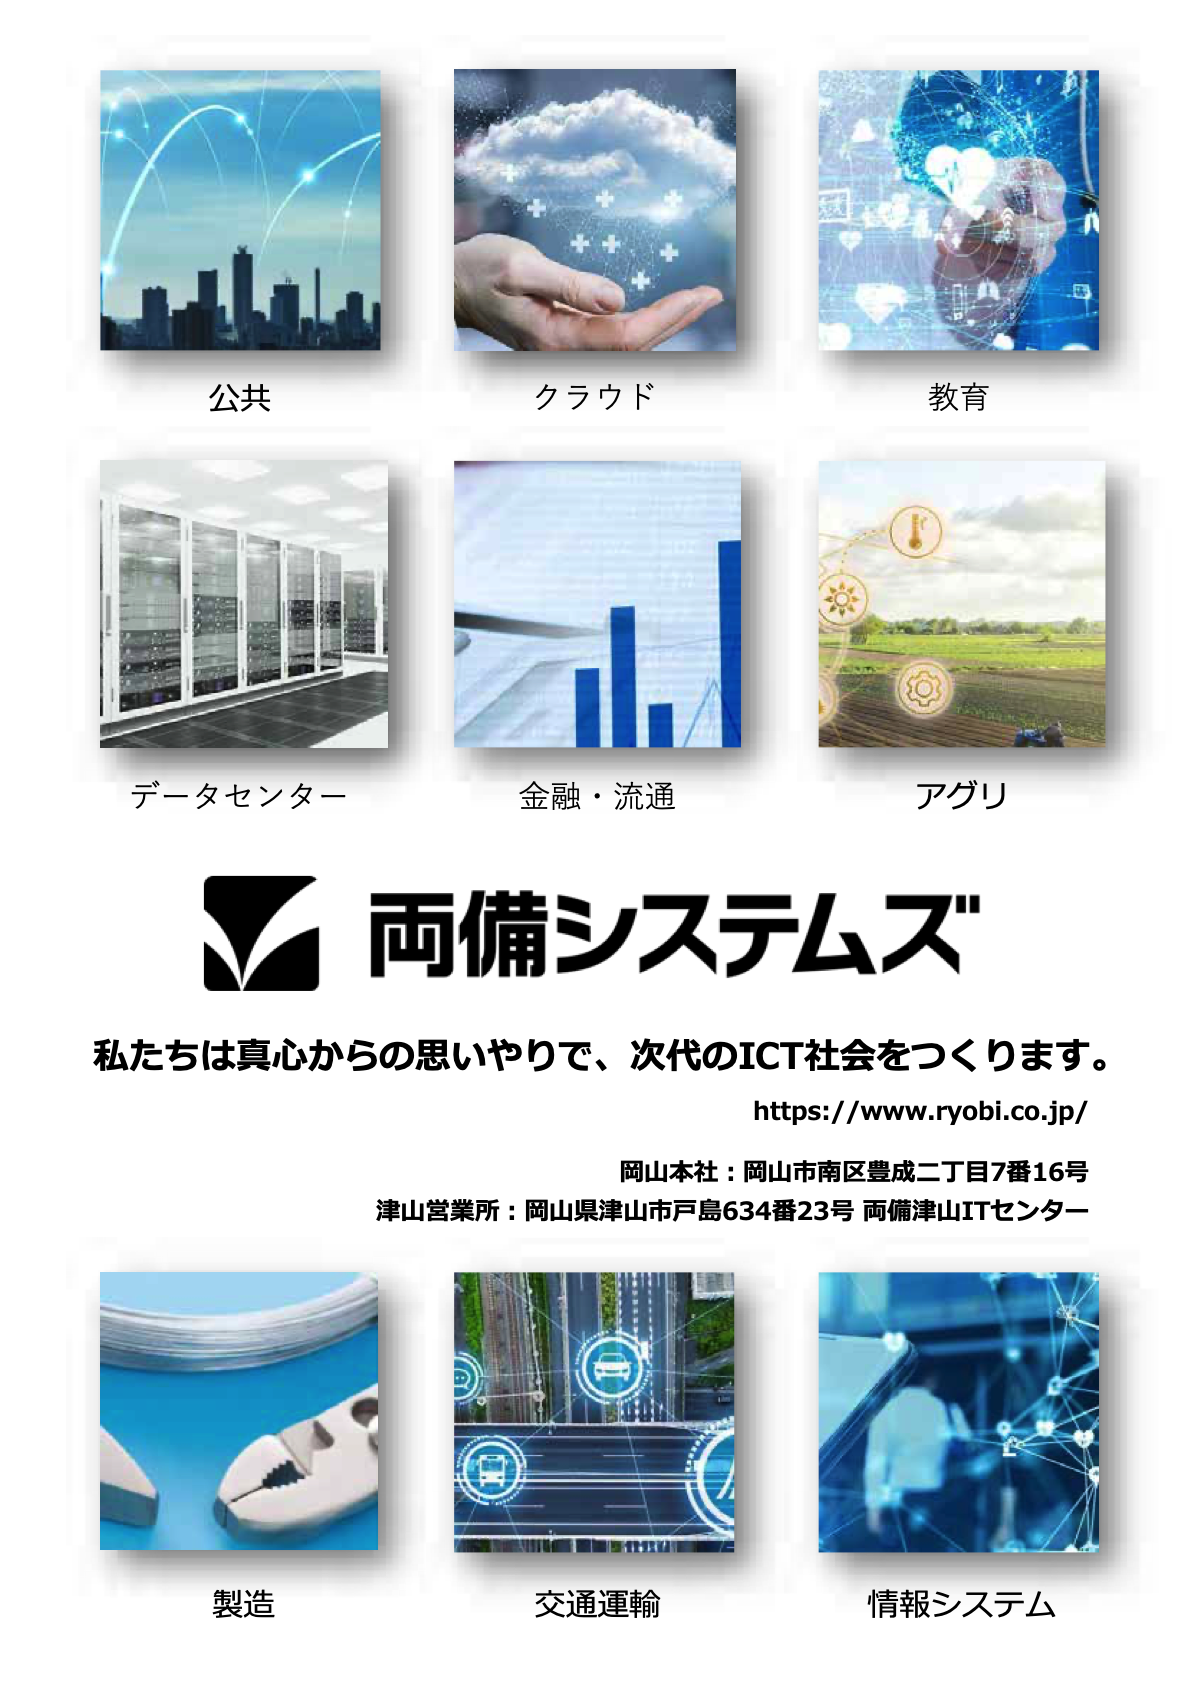 公共
クラウド
教育
データセンター
金融・流通
アグリ
両備システムズ
私たちは真心からの思いやりで、次代のICT社会をつくります。
https://www.ryobi.co.jp/
岡山本社：岡山市南区豊成二丁目7番16号
津山営業所：岡山県津山市戸島634番23号 両備津山ITセンター
製造
交通運輸
情報システム